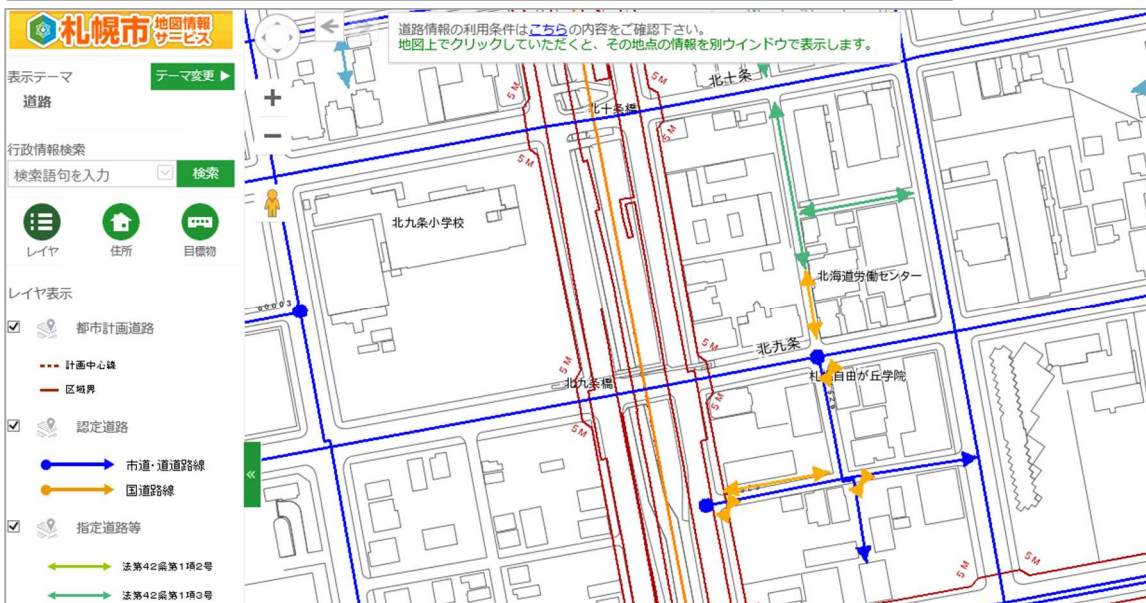 札幌市 地図情報
サービス
表示テーマ
テーマ変更 ▶
道路
行政情報検索
検索語句を入力
検索
レイヤ
住所
目標物
レイヤ表示
都市計画道路
計画中心線
区域界
認定道路
市道・道道路線
国道路線
指定道路等
法第42条第1項2号
法第42条第1項3号
道路情報の利用条件はこちらの内容をご確認下さい。
地図上でクリックしていただくと、その地点の情報を別ウインドウで表示します。
北十条
北十条橋
5M
5M
5M
5M
北九条小学校
北海道労働センター
00003
北九条
5M
5M
北九条橋
自由が丘学院
5M
5M
5M
5M